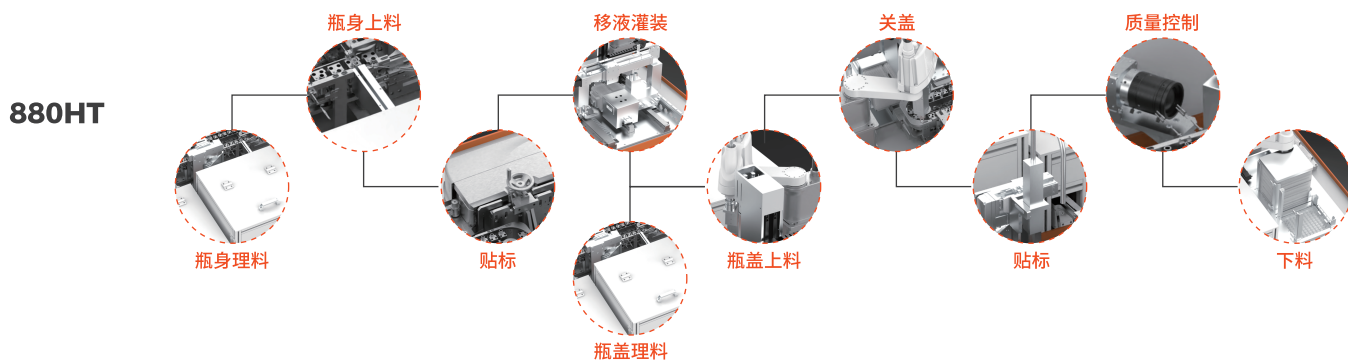 880HT
瓶身理料
瓶身上料
贴标
移液灌装
瓶盖理料
瓶盖上料
关盖
贴标
质量控制
下料